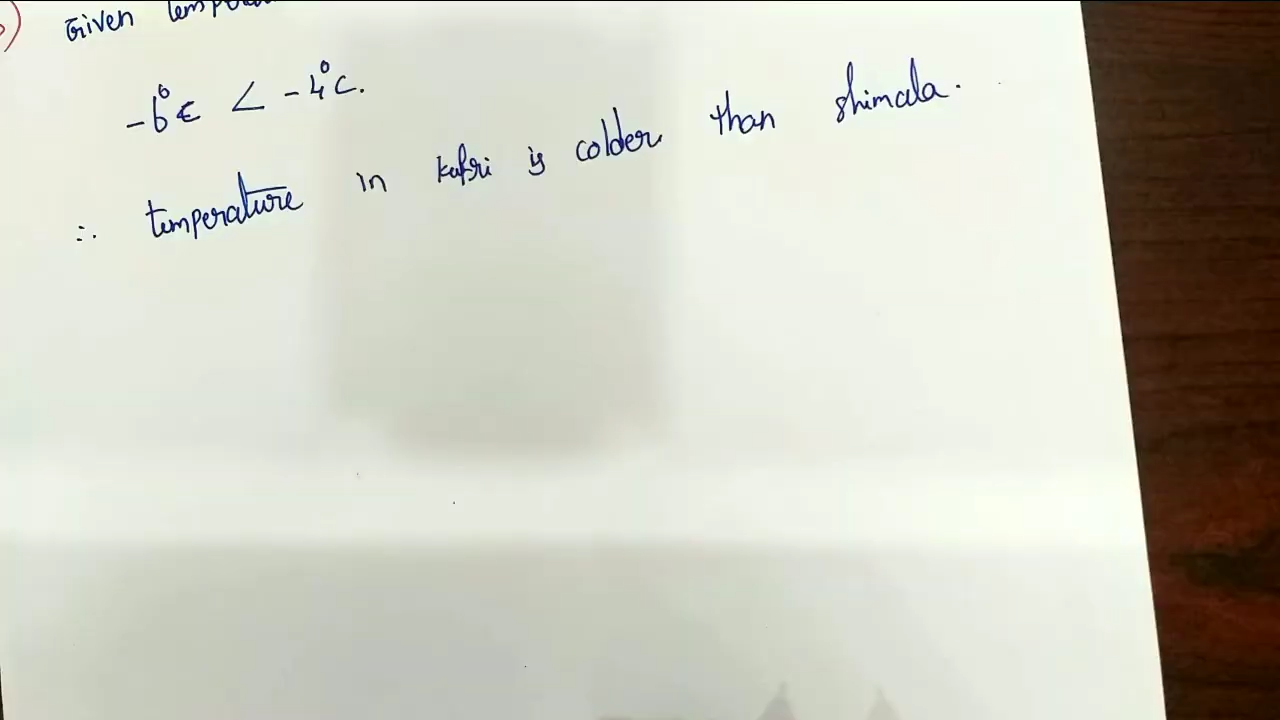 Given
-6°c < -4°c.
∴ temperature in kufri is colder than shimala.